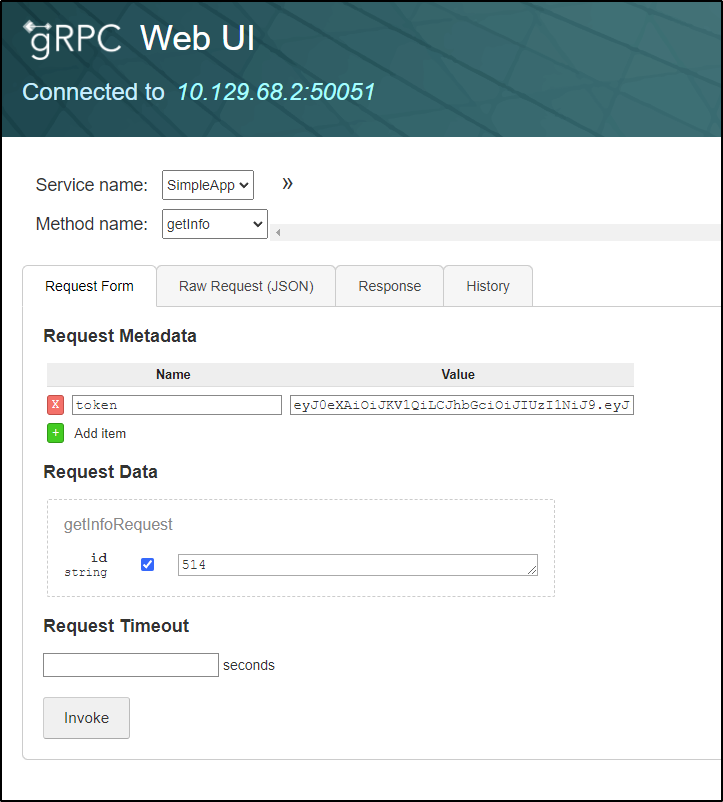 gRPC Web UI
Connected to 10.129.68.2:50051
Service name: SimpleApp »
Method name: getInfo
Request Form Raw Request (JSON) Response History
Request Metadata
Name Value
X token eyJ0eXAiOiJKV1QiLCJhbGciOiJIUzI1NiJ9.eyJ
+ Add item
Request Data
getInfoRequest
id 514
string
Request Timeout
seconds
Invoke